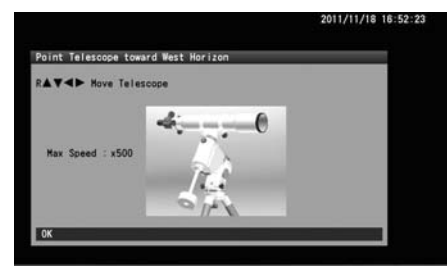 2011/11/18 16:52:23
Point Telescope toward West Horizon
R▲▼◀▶ Move Telescope
Max Speed : x500
OK